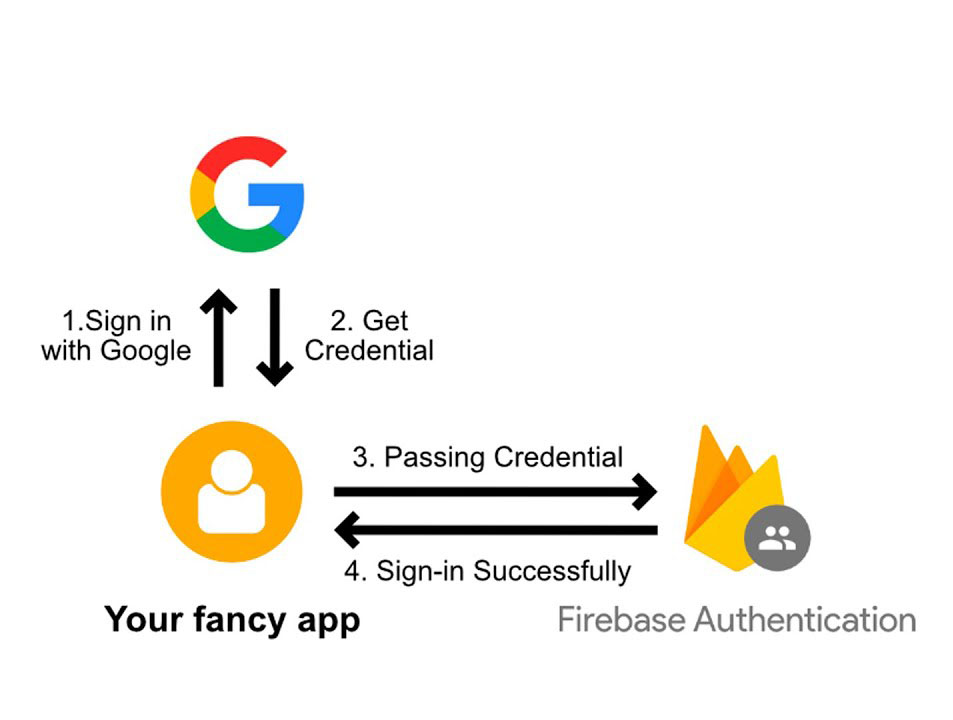 1.Sign in
with Google
2. Get
Credential
3. Passing Credential
4. Sign-in Successfully
Your fancy app
Firebase Authentication